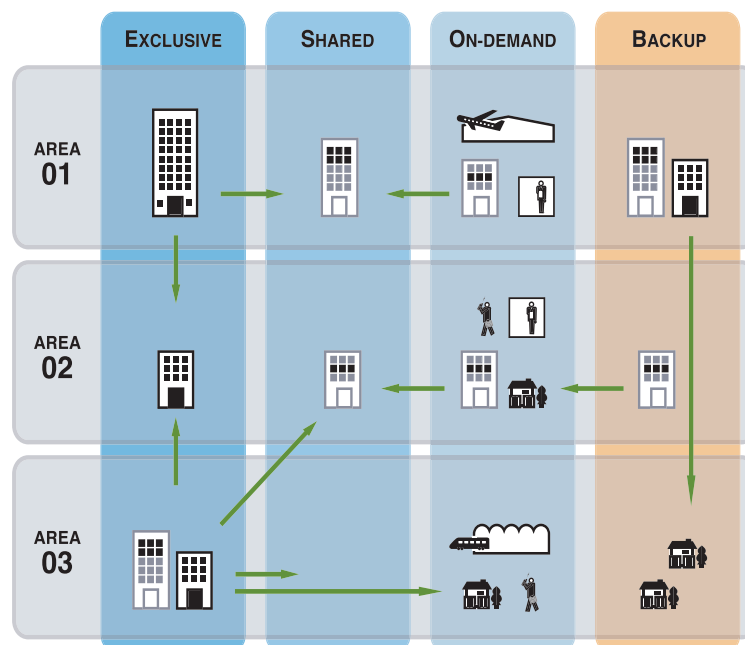 EXCLUSIVE
SHARED
ON-DEMAND
BACKUP
AREA
01
AREA
02
AREA
03